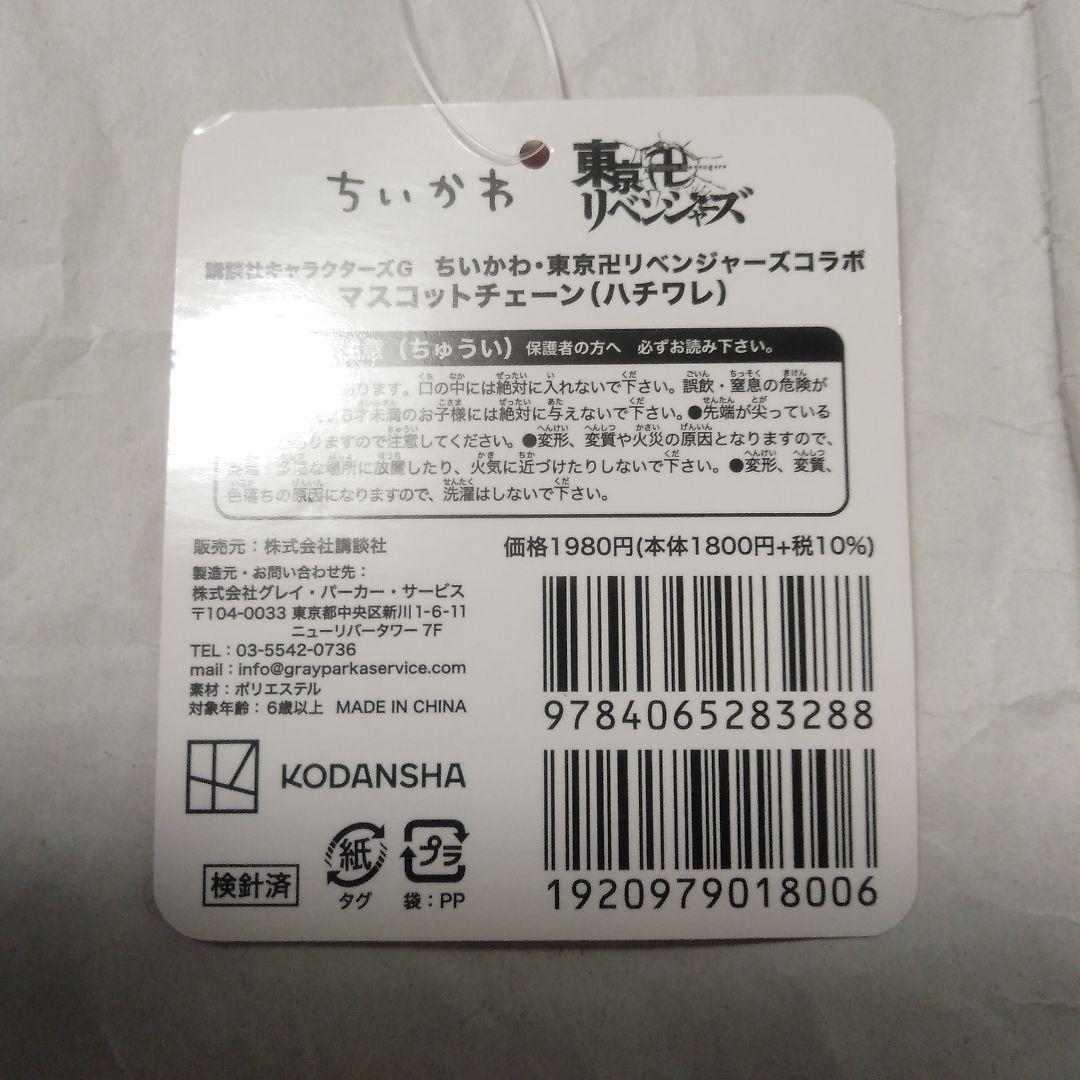 ちいかわ
東京卍リベンジャーズ
講談社キャラクターズG ちいかわ・東京卍リベンジャーズコラボ
マスコットチェーン(ハチワレ)
注意(ちゅうい) 保護者の方へ 必ずお読み下さい。
あります。口の中には絶対に入れないで下さい。誤飲・窒息の危険が
6才未満のお子様には絶対に与えないで下さい。●先端が尖っている
ありますので注意してください。●変形、変質や火災の原因となりますので、
多湿な場所に放置したり、火気に近づけたりしないで下さい。●変形、変質、
色落ちの原因になりますので、洗濯はしないで下さい。
販売元:株式会社講談社
製造元・お問い合わせ先:
株式会社グレイ・パーカー・サービス
〒104-0033 東京都中央区新川1-6-11
ニューリバータワー 7F
TEL:03-5542-0736
mail:info@grayparkaservice.com
素材:ポリエステル
対象年齢:6歳以上 MADE IN CHINA
KODANSHA
検針済
紙
タグ
プラ
袋:PP
価格1980円(本体1800円+税10%)
9784065283288
1920979018006